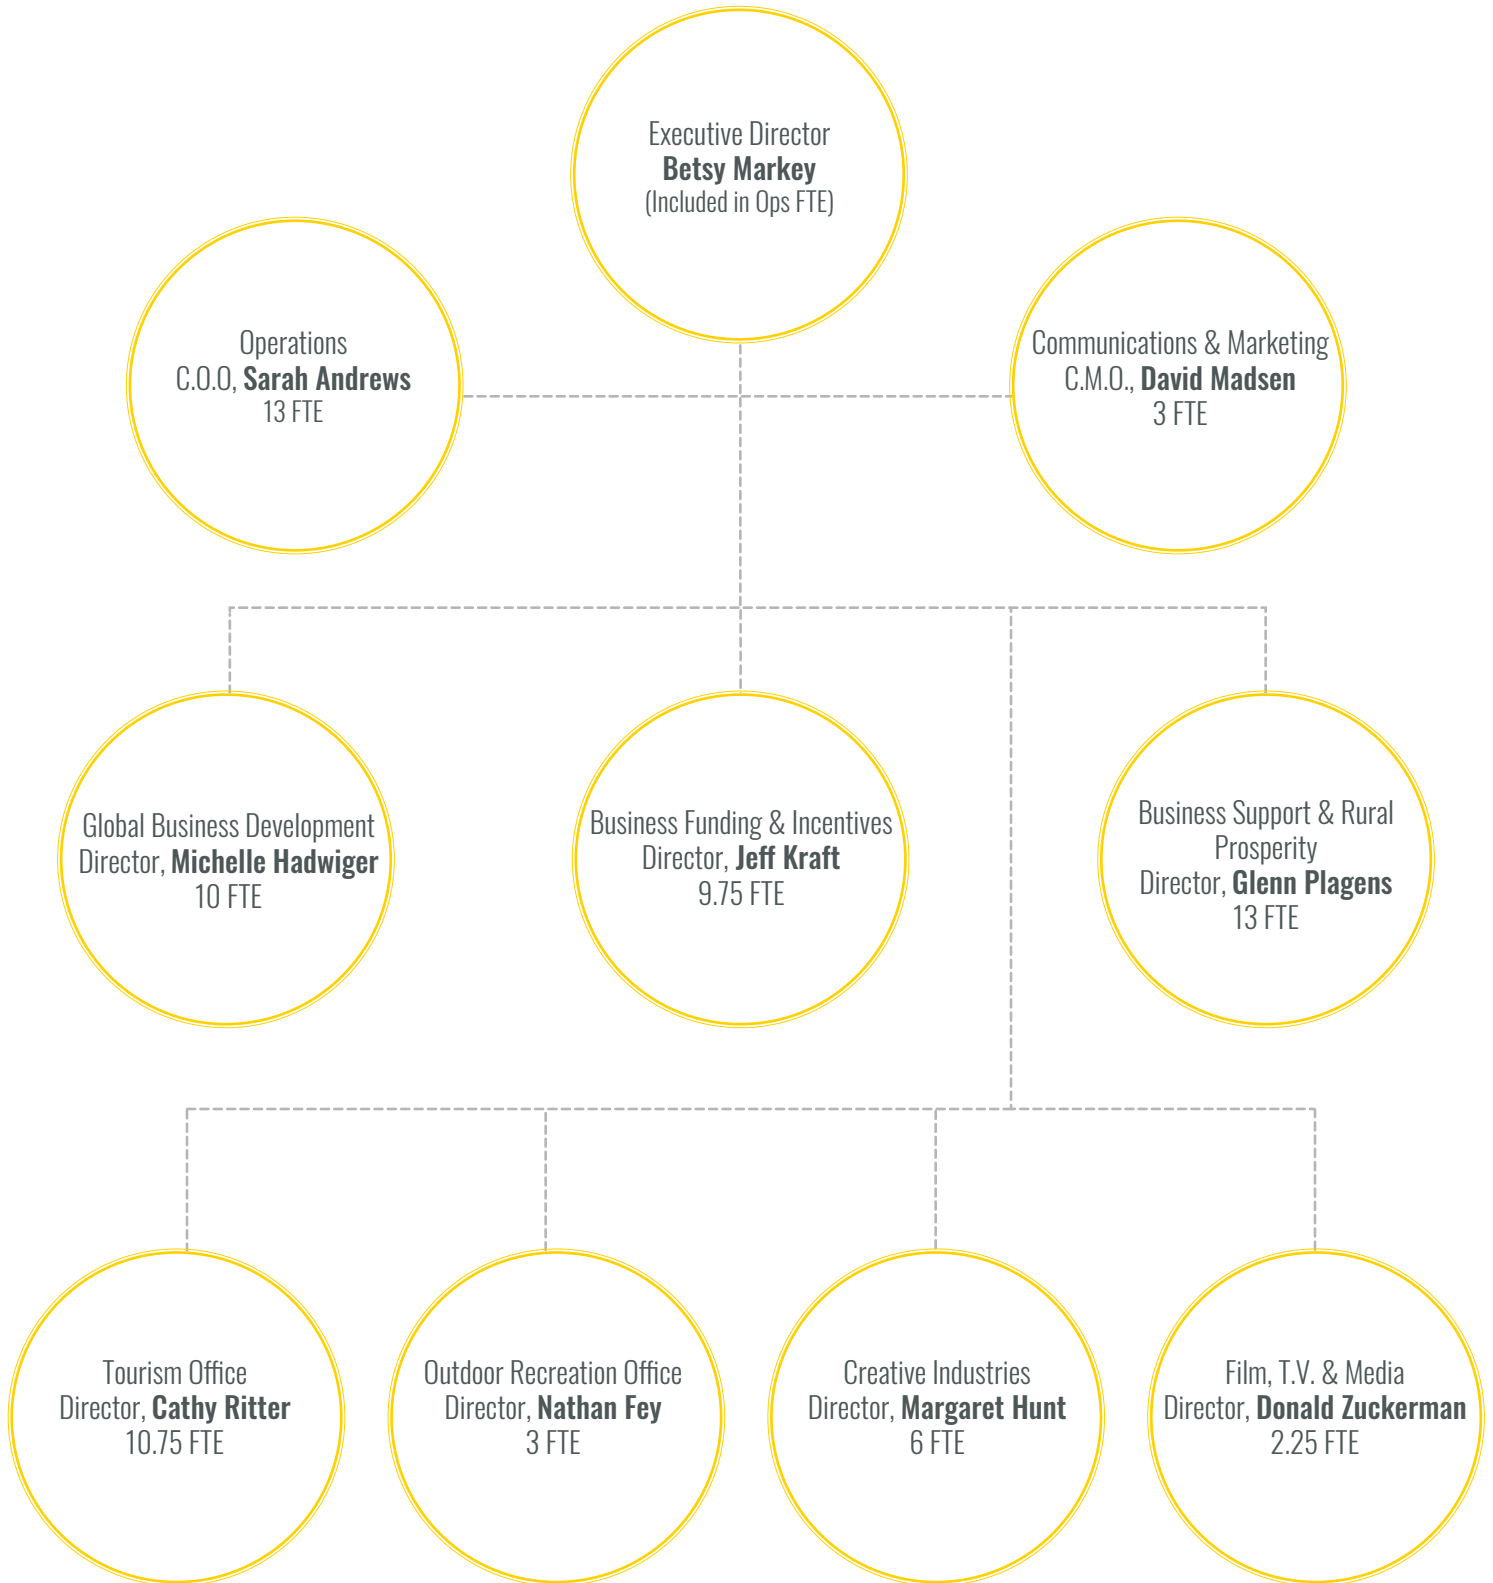 Executive Director
Betsy Markey
(Included in Ops FTE)
Operations
C.O.O, Sarah Andrews
13 FTE
Communications & Marketing
C.M.O., David Madsen
3 FTE
Global Business Development
Director, Michelle Hadwiger
10 FTE
Business Funding & Incentives
Director, Jeff Kraft
9.75 FTE
Business Support & Rural
Prosperity
Director, Glenn Plagens
13 FTE
Tourism Office
Director, Cathy Ritter
10.75 FTE
Outdoor Recreation Office
Director, Nathan Fey
3 FTE
Creative Industries
Director, Margaret Hunt
6 FTE
Film, T.V. & Media
Director, Donald Zuckerman
2.25 FTE